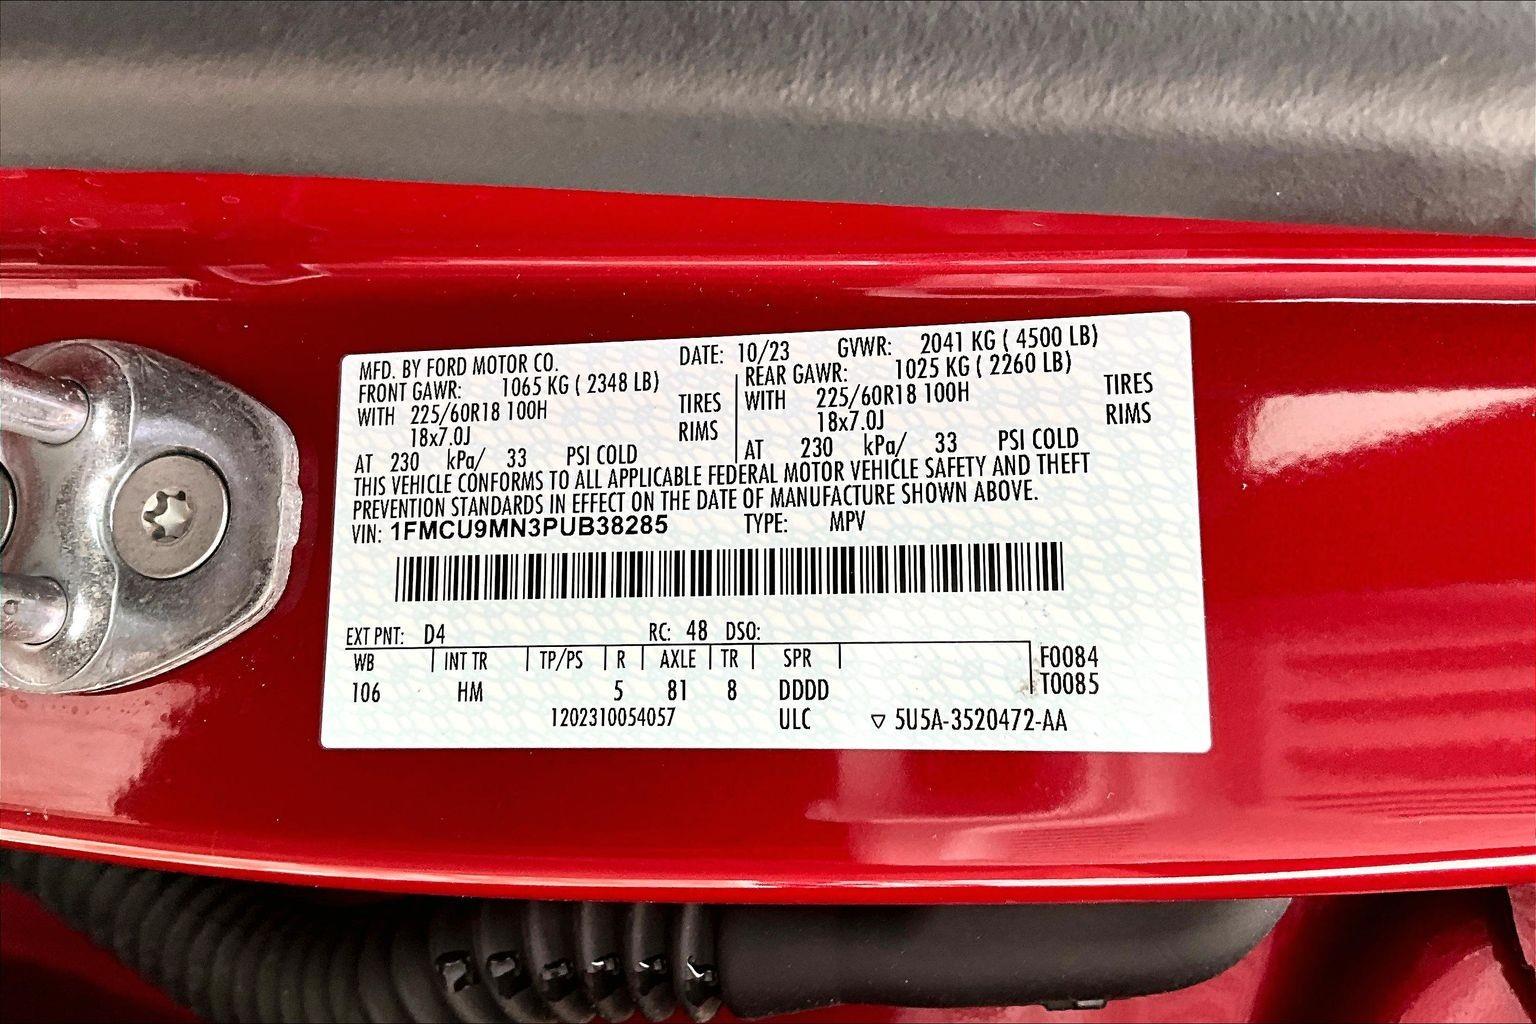 MFD. BY FORD MOTOR CO. DATE: 10/23 GVWR: 2041 KG ( 4500 LB)
FRONT GAWR: 1065 KG ( 2348 LB) REAR GAWR: 1025 KG ( 2260 LB)
WITH 225/60R18 100H TIRES WITH 225/60R18 100H TIRES
18x7.0J RIMS 18x7.0J RIMS
AT 230 kPa/ 33 PSI COLD AT 230 kPa/ 33 PSI COLD
THIS VEHICLE CONFORMS TO ALL APPLICABLE FEDERAL MOTOR VEHICLE SAFETY AND THEFT
PREVENTION STANDARDS IN EFFECT ON THE DATE OF MANUFACTURE SHOWN ABOVE.
VIN: 1FMCU9MN3PUB38285 TYPE: MPV
EXT PNT: D4 RC: 48 DSO:
WB INT TR TP/PS R AXLE TR SPR F0084
106 HM 5 81 8 DDDD T0085
1202310054057 ULC ▽ 5U5A-3520472-AA